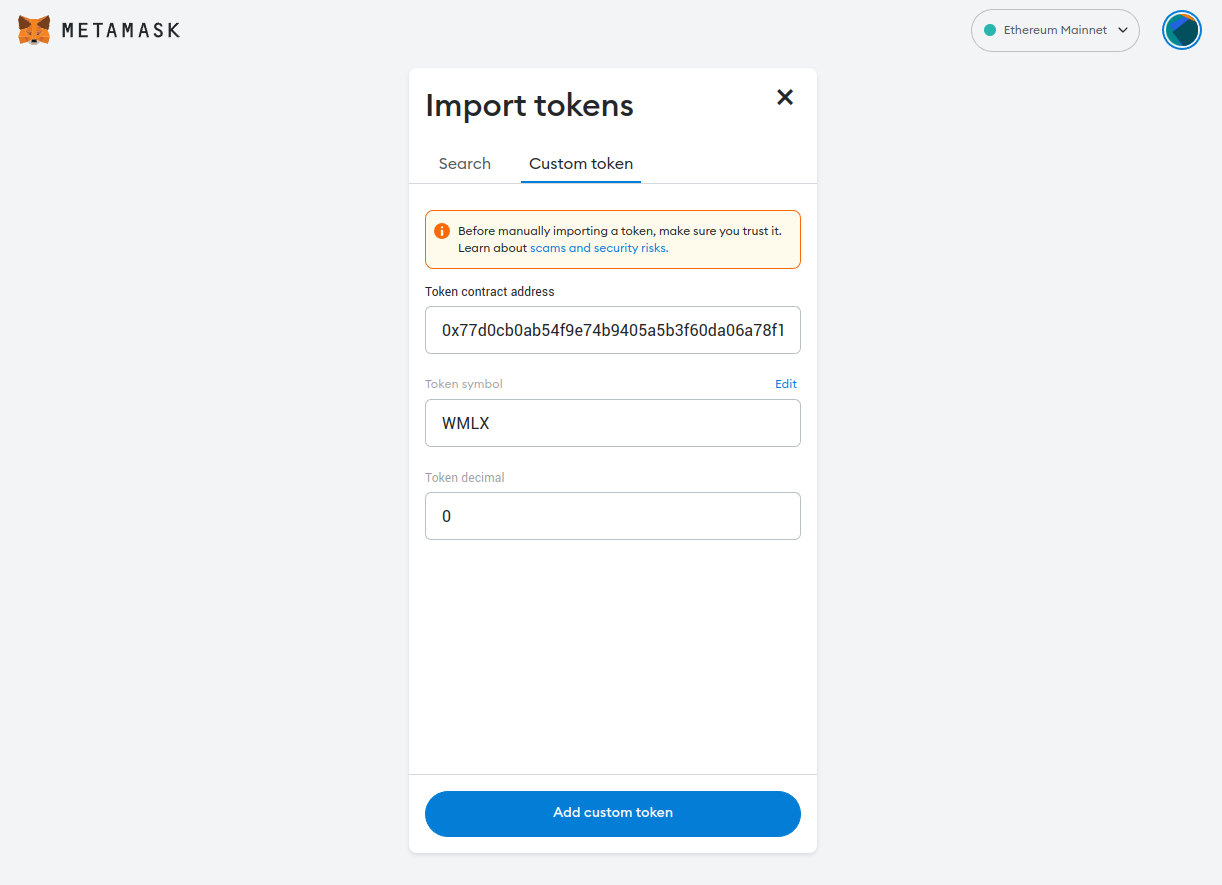 METAMASK
Ethereum Mainnet
Import tokens
Search
Custom token
Before manually importing a token, make sure you trust it.
Learn about scams and security risks.
Token contract address
0x77d0cb0ab54f9e74b9405a5b3f60da06a78f1
Token symbol
Edit
WMLX
Token decimal
0
Add custom token